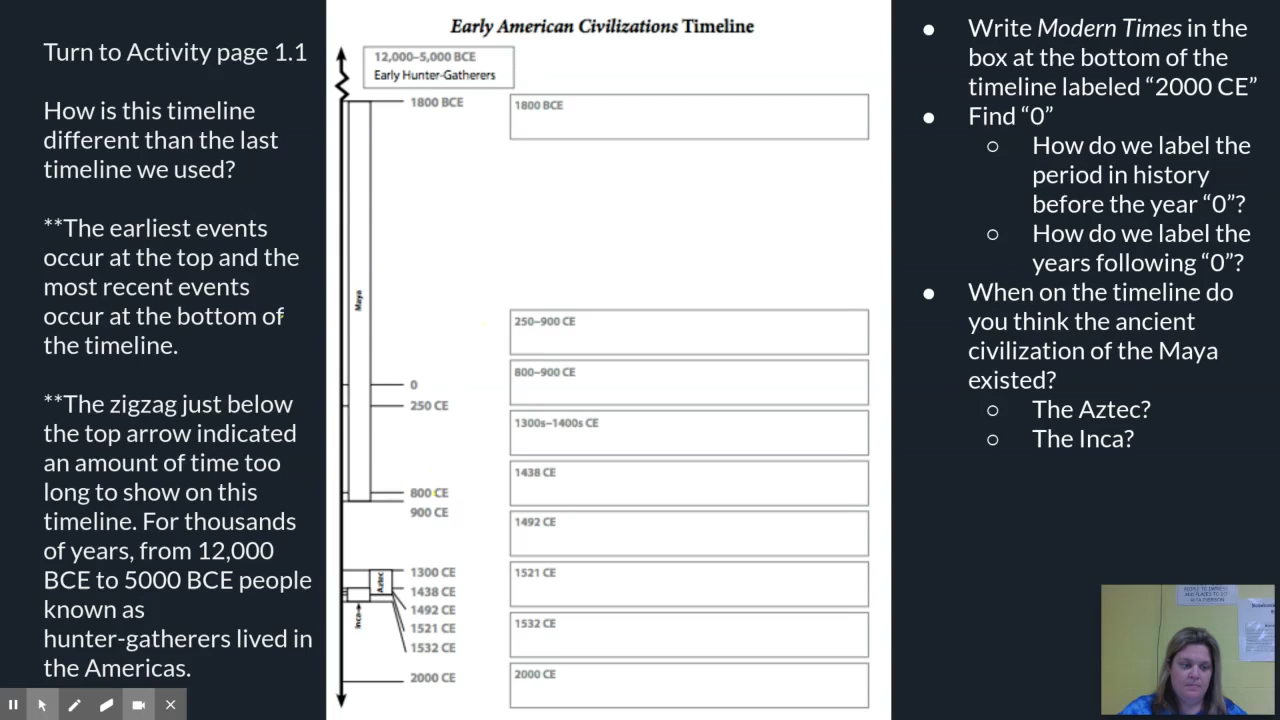 Turn to Activity page 1.1
How is this timeline
different than the last
timeline we used?
**The earliest events
occur at the top and the
most recent events
occur at the bottom of
the timeline.
**The zigzag just below
the top arrow indicated
an amount of time too
long to show on this
timeline. For thousands
of years, from 12,000
BCE to 5000 BCE people
known as
hunter-gatherers lived in
the Americas.
Early American Civilizations Timeline
12,000–5,000 BCE
Early Hunter-Gatherers
1800 BCE
Maya
0
250 CE
800 CE
900 CE
1300 CE
Aztec
1438 CE
1492 CE
Inca
1521 CE
1532 CE
2000 CE
1800 BCE
250–900 CE
800–900 CE
1300s–1400s CE
1438 CE
1492 CE
1521 CE
1532 CE
2000 CE
● Write Modern Times in the
box at the bottom of the
timeline labeled “2000 CE”
● Find “0”
○ How do we label the
period in history
before the year “0”?
○ How do we label the
years following “0”?
● When on the timeline do
you think the ancient
civilization of the Maya
existed?
○ The Aztec?
○ The Inca?